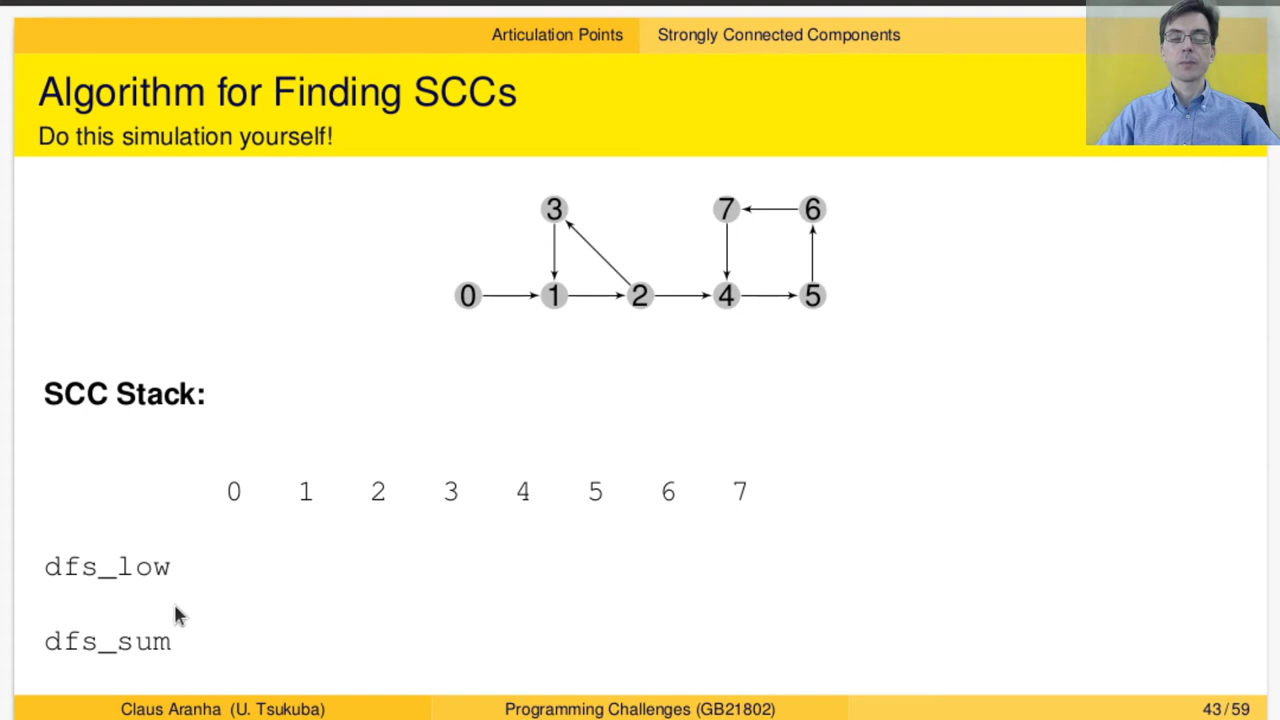 Articulation Points Strongly Connected Components
Algorithm for Finding SCCs
Do this simulation yourself!
3 7 6
0 1 2 4 5
SCC Stack:
0 1 2 3 4 5 6 7
dfs_low
dfs_sum
Claus Aranha (U. Tsukuba) Programming Challenges (GB21802) 43/59